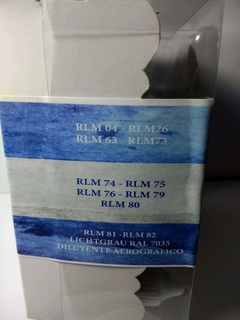 RLM 04 - RLM26
RLM 63 - RLM73
RLM 74 - RLM 75
RLM 76 - RLM 79
RLM 80
RLM 81 -RLM 82
LICHTGRAU RAL 7035
DILUYENTE AEROGRAFICO